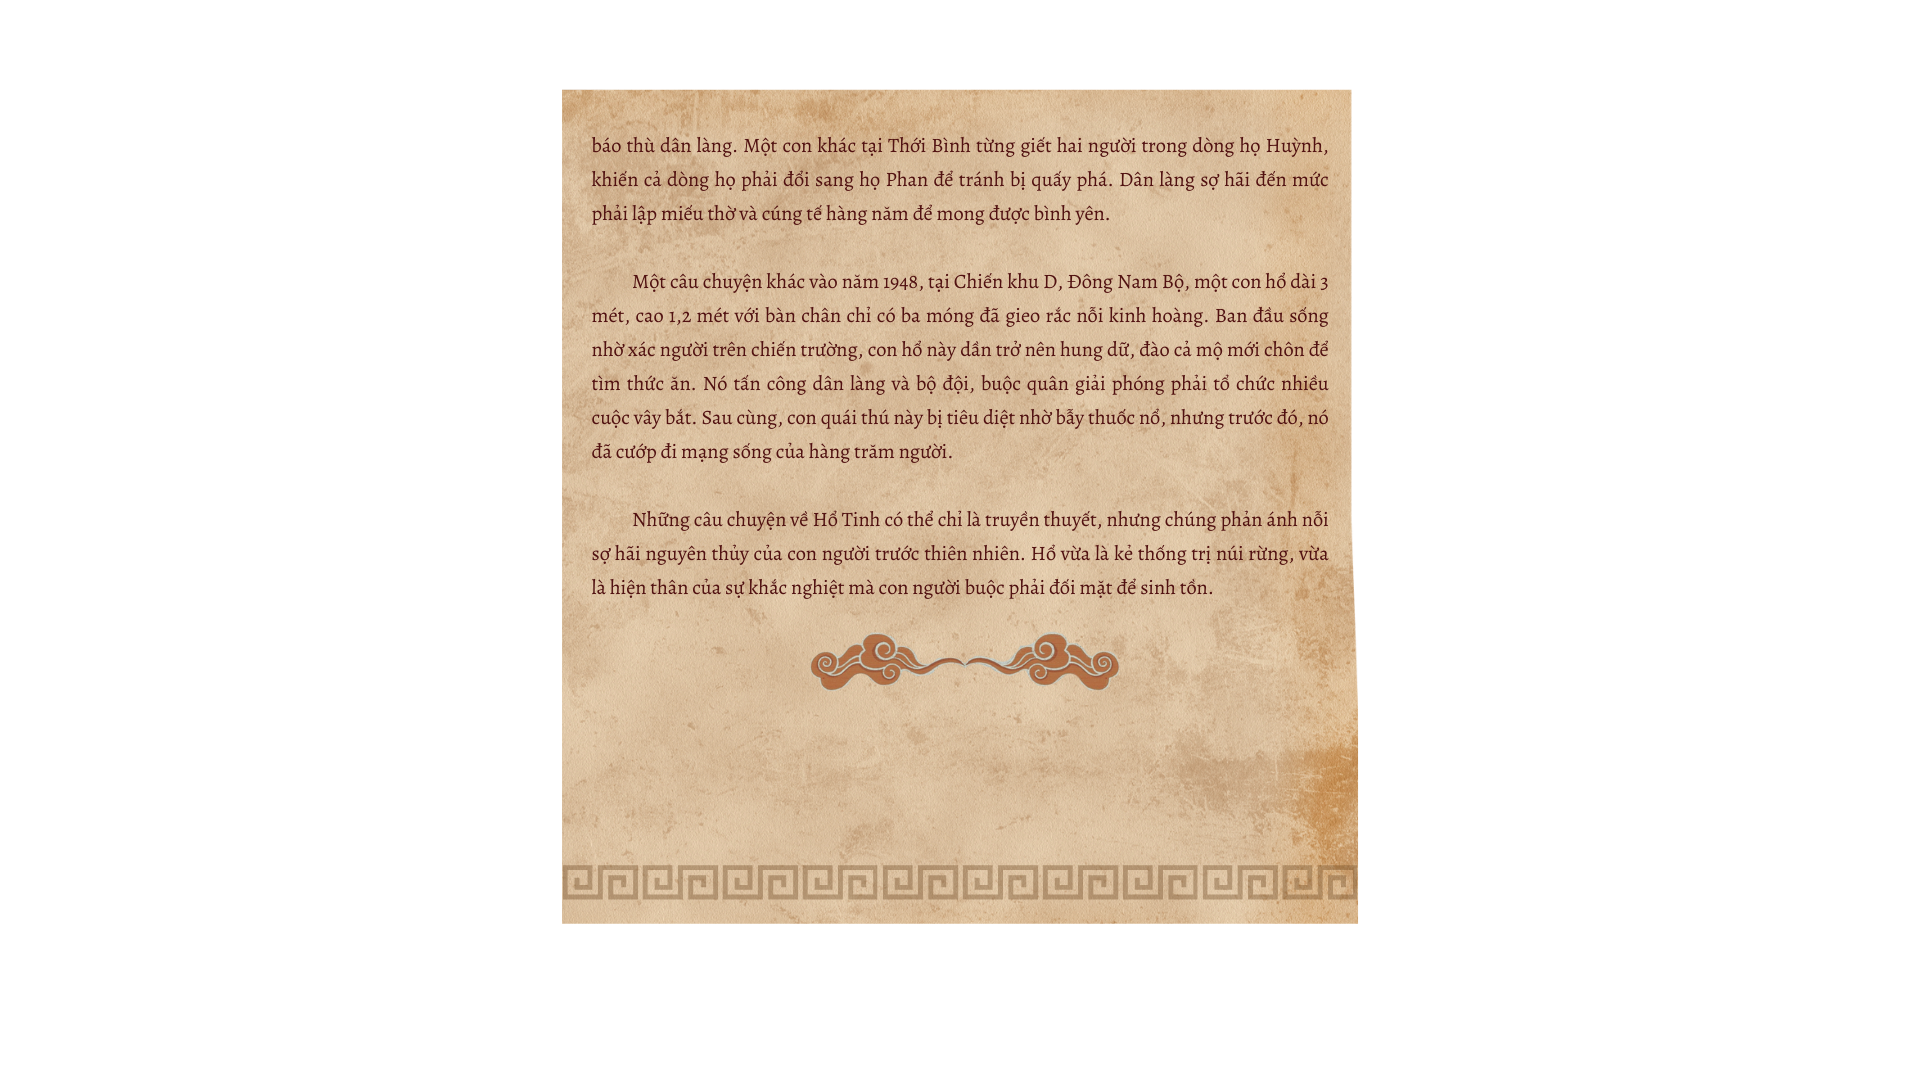 báo thù dân làng. Một con khác tại Thới Bình từng giết hai người trong dòng họ Huỳnh,
khiến cả dòng họ phải đổi sang họ Phan để tránh bị quấy phá. Dân làng sợ hãi đến mức
phải lập miếu thờ và cúng tế hàng năm để mong được bình yên.
Một câu chuyện khác vào năm 1948, tại Chiến khu D, Đông Nam Bộ, một con hổ dài 3
mét, cao 1,2 mét với bàn chân chỉ có ba móng đã gieo rắc nỗi kinh hoàng. Ban đầu sống
nhờ xác người trên chiến trường, con hổ này dần trở nên hung dữ, đào cả mộ mới chôn để
tìm thức ăn. Nó tấn công dân làng và bộ đội, buộc quân giải phóng phải tổ chức nhiều
cuộc vây bắt. Sau cùng, con quái thú này bị tiêu diệt nhờ bẫy thuốc nổ, nhưng trước đó, nó
đã cướp đi mạng sống của hàng trăm người.
Những câu chuyện về Hổ Tinh có thể chỉ là truyền thuyết, nhưng chúng phản ánh nỗi
sợ hãi nguyên thủy của con người trước thiên nhiên. Hổ vừa là kẻ thống trị núi rừng, vừa
là hiện thân của sự khắc nghiệt mà con người buộc phải đối mặt để sinh tồn.